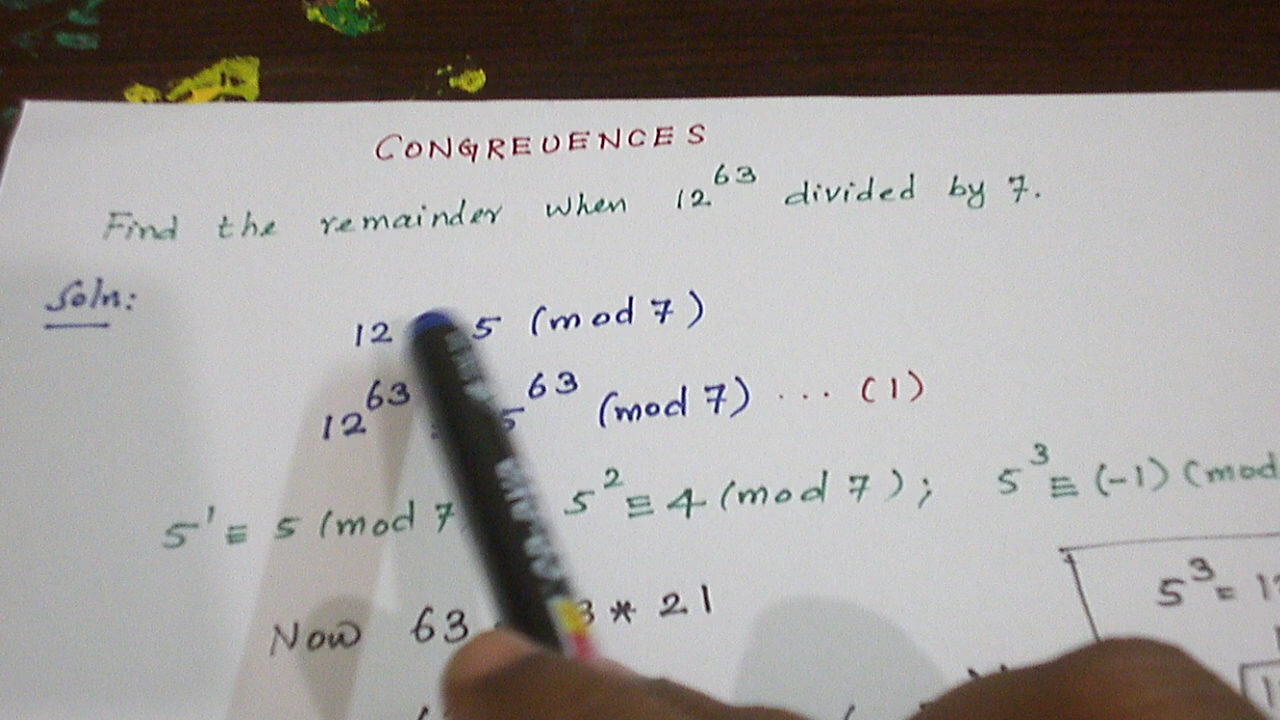 CONGREUENCES
Find the remainder when 12^63 divided by 7.
Soln:
12 5 (mod 7)
12^63 5^63 (mod 7) ... (1)
5^1 ≡ 5 (mod 7 5^2 ≡ 4 (mod 7); 5^3 ≡ (-1) (mod
5^3 =
Now 63 3 * 21